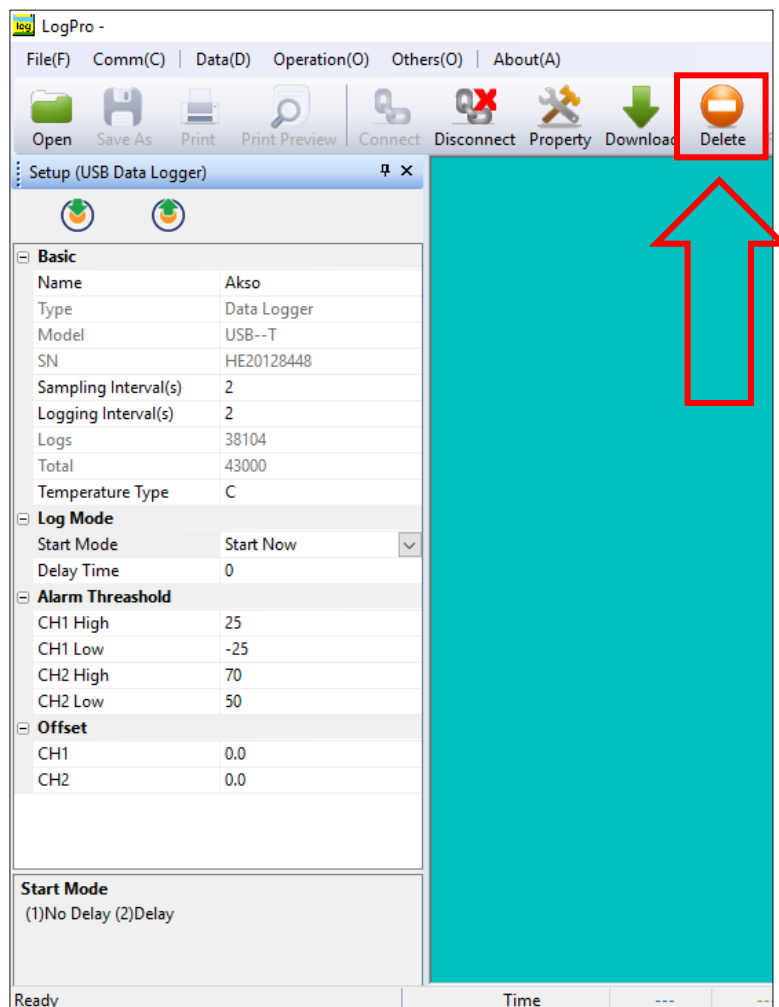 log LogPro -
File(F) Comm(C) Data(D) Operation(O) Others(O) About(A)
Open Save As Print Print Preview Connect Disconnect Property Download Delete
Setup (USB Data Logger)
Basic
Name Akso
Type Data Logger
Model USB--T
SN HE20128448
Sampling Interval(s) 2
Logging Interval(s) 2
Logs 38104
Total 43000
Temperature Type C
Log Mode
Start Mode Start Now
Delay Time 0
Alarm Threashold
CH1 High 25
CH1 Low -25
CH2 High 70
CH2 Low 50
Offset
CH1 0.0
CH2 0.0
Start Mode
(1)No Delay (2)Delay
Ready Time --- --